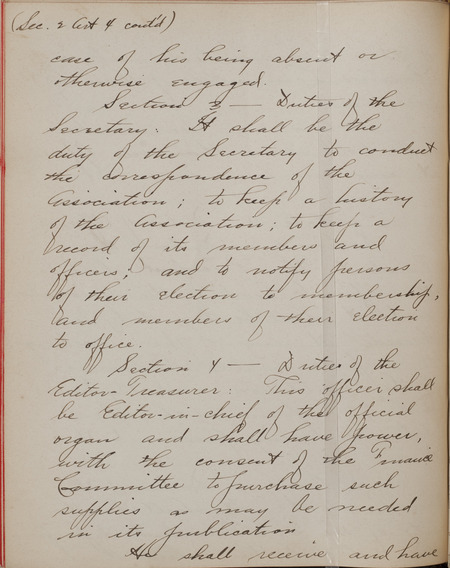 (Sec. 2 Art 4 cont'd)
case of his being absent or
otherwise engaged.
Section 3 — Duties of the
Secretary: It shall be the
duty of the Secretary to conduct
the correspondence of the
Association; to keep a history
of the Association; to keep a
record of its members and
officers; and to notify persons
of their election to membership,
and members of their election
to office.
Section 4 — Duties of the
Editor-Treasurer: This officer shall
be Editor-in-chief of the official
organ and shall have power,
with the consent of the Finance
Committee to purchase such
supplies as may be needed
in its publication
He shall receive and have